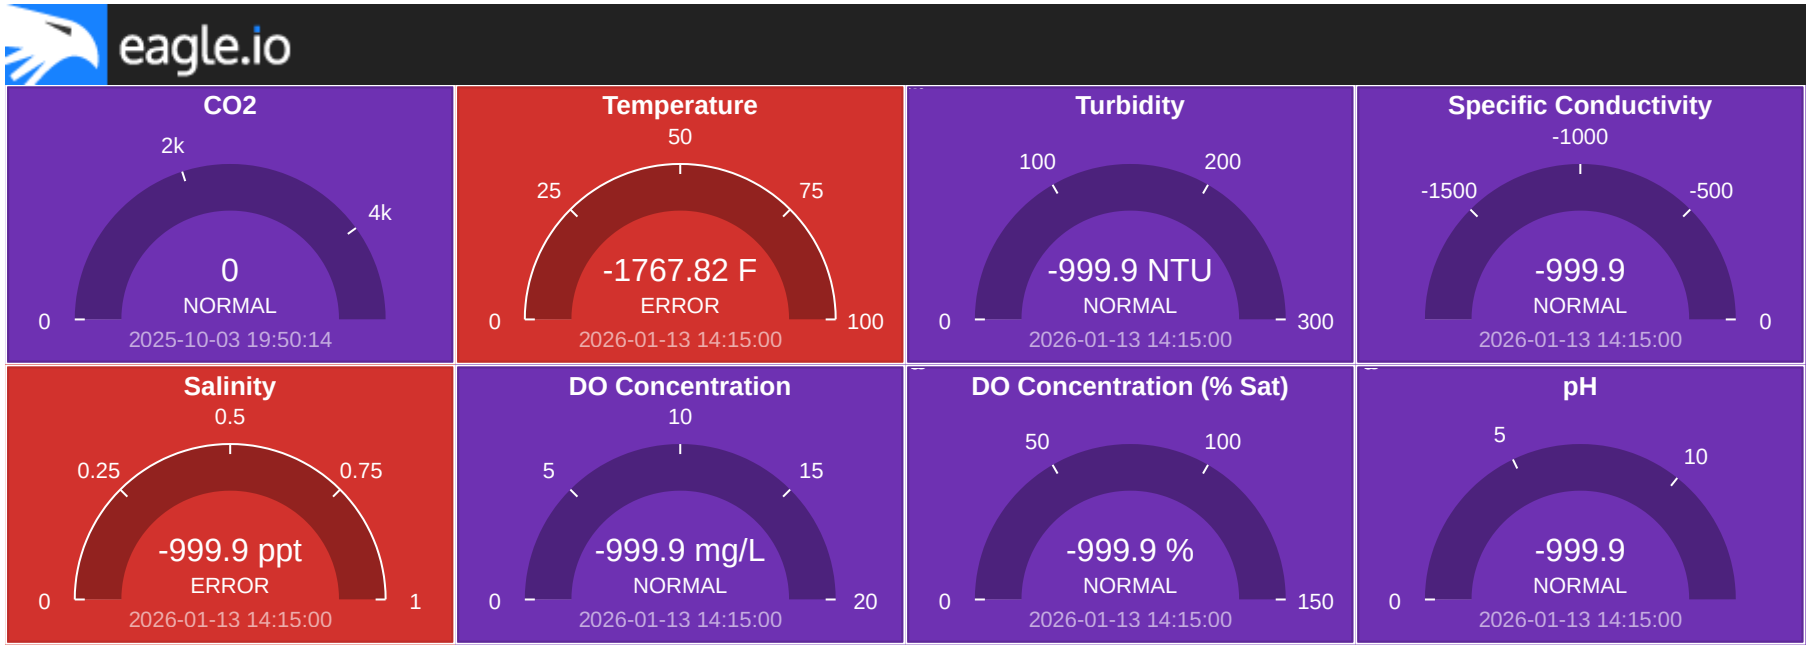 eagle.io
CO2
2k
4k
0
0
NORMAL
2025-10-03 19:50:14
Temperature
50
25
75
-1767.82 F
ERROR
0
100
2026-01-13 14:15:00
Turbidity
100
200
-999.9 NTU
NORMAL
0
300
2026-01-13 14:15:00
Specific Conductivity
-1000
-1500
-500
-999.9
NORMAL
0
2026-01-13 14:15:00
Salinity
0.5
0.25
0.75
-999.9 ppt
ERROR
0
1
2026-01-13 14:15:00
DO Concentration
10
5
15
-999.9 mg/L
NORMAL
0
20
2026-01-13 14:15:00
DO Concentration (% Sat)
50
100
-999.9 %
NORMAL
0
150
2026-01-13 14:15:00
pH
5
10
-999.9
NORMAL
0
2026-01-13 14:15:00